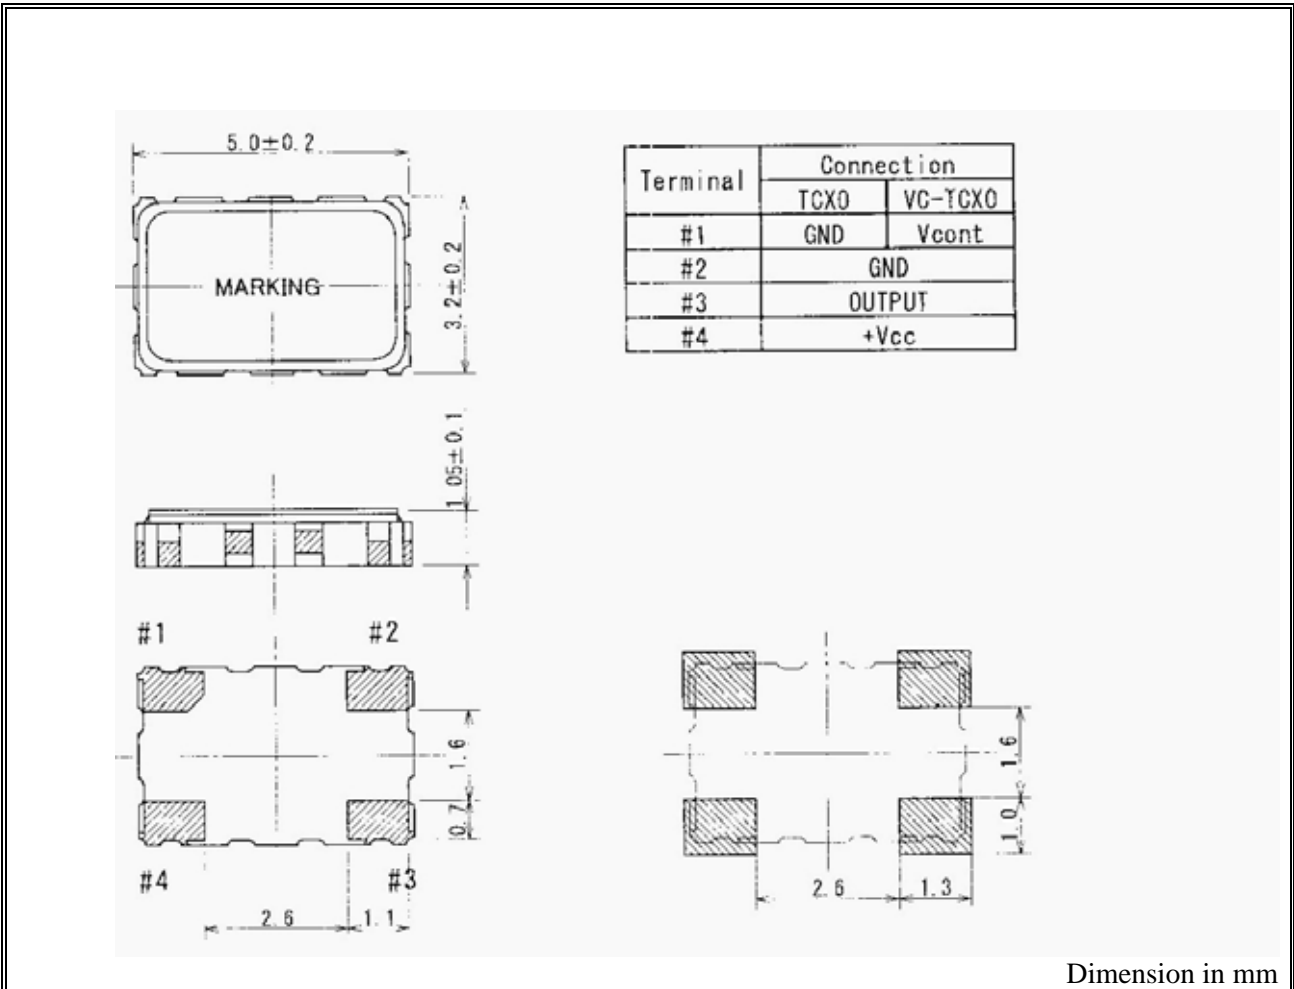 5.0±0.2
3.2±0.2
MARKING
Terminal Connection
TCXO VC-TCXO
#1 GND Vcont
#2 GND
#3 OUTPUT
#4 +Vcc
1.05±0.1
#1 #2
1.6
0.7
#4 #3
2.6 1.1
1.6
1.0
2.6 1.3
Dimension in mm